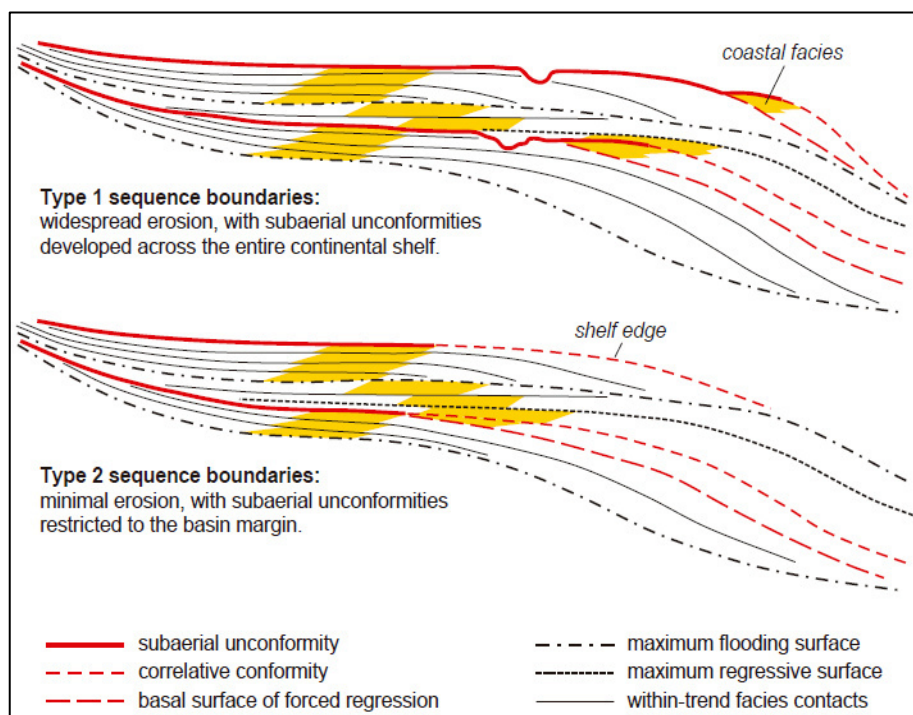 coastal facies
Type 1 sequence boundaries:
widespread erosion, with subaerial unconformities
developed across the entire continental shelf.
shelf edge
Type 2 sequence boundaries:
minimal erosion, with subaerial unconformities
restricted to the basin margin.
subaerial unconformity
correlative conformity
basal surface of forced regression
maximum flooding surface
maximum regressive surface
within-trend facies contacts